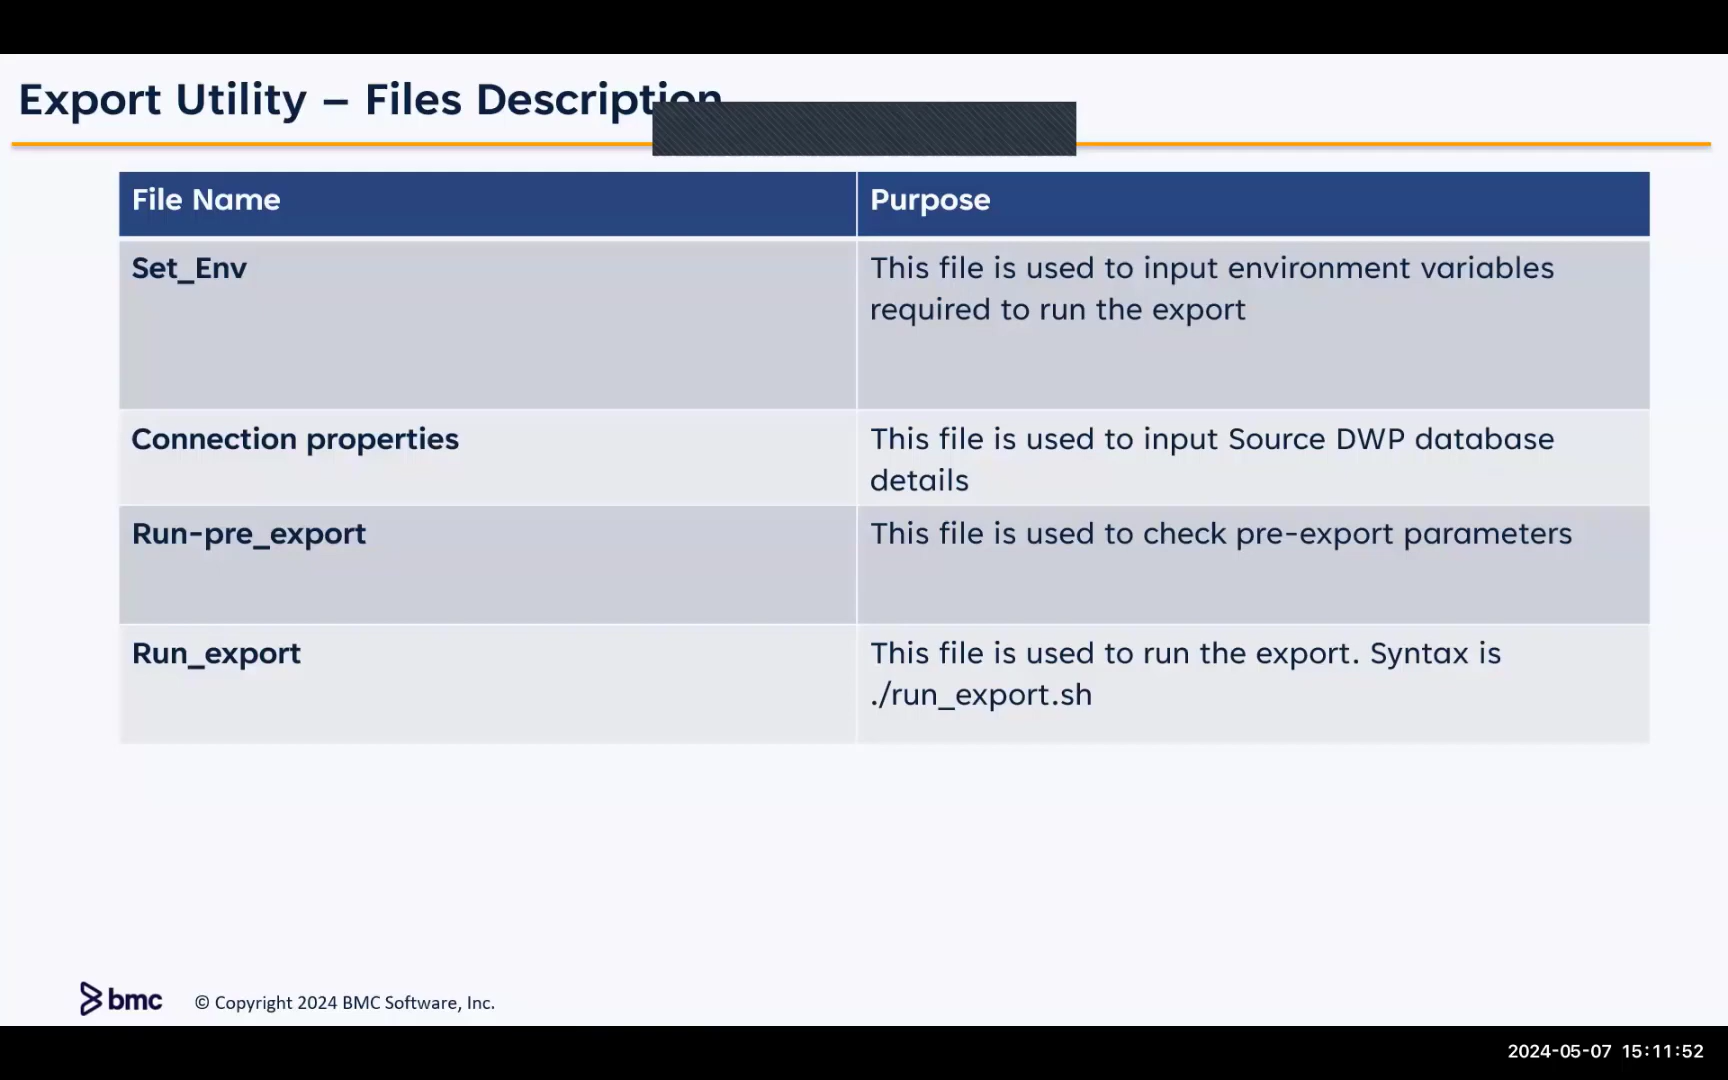 Export Utility – Files Description
File Name
Purpose
Set_Env
This file is used to input environment variables
required to run the export
Connection properties
This file is used to input Source DWP database
details
Run-pre_export
This file is used to check pre-export parameters
Run_export
This file is used to run the export. Syntax is
./run_export.sh
bmc
© Copyright 2024 BMC Software, Inc.
2024-05-07 15:11:52